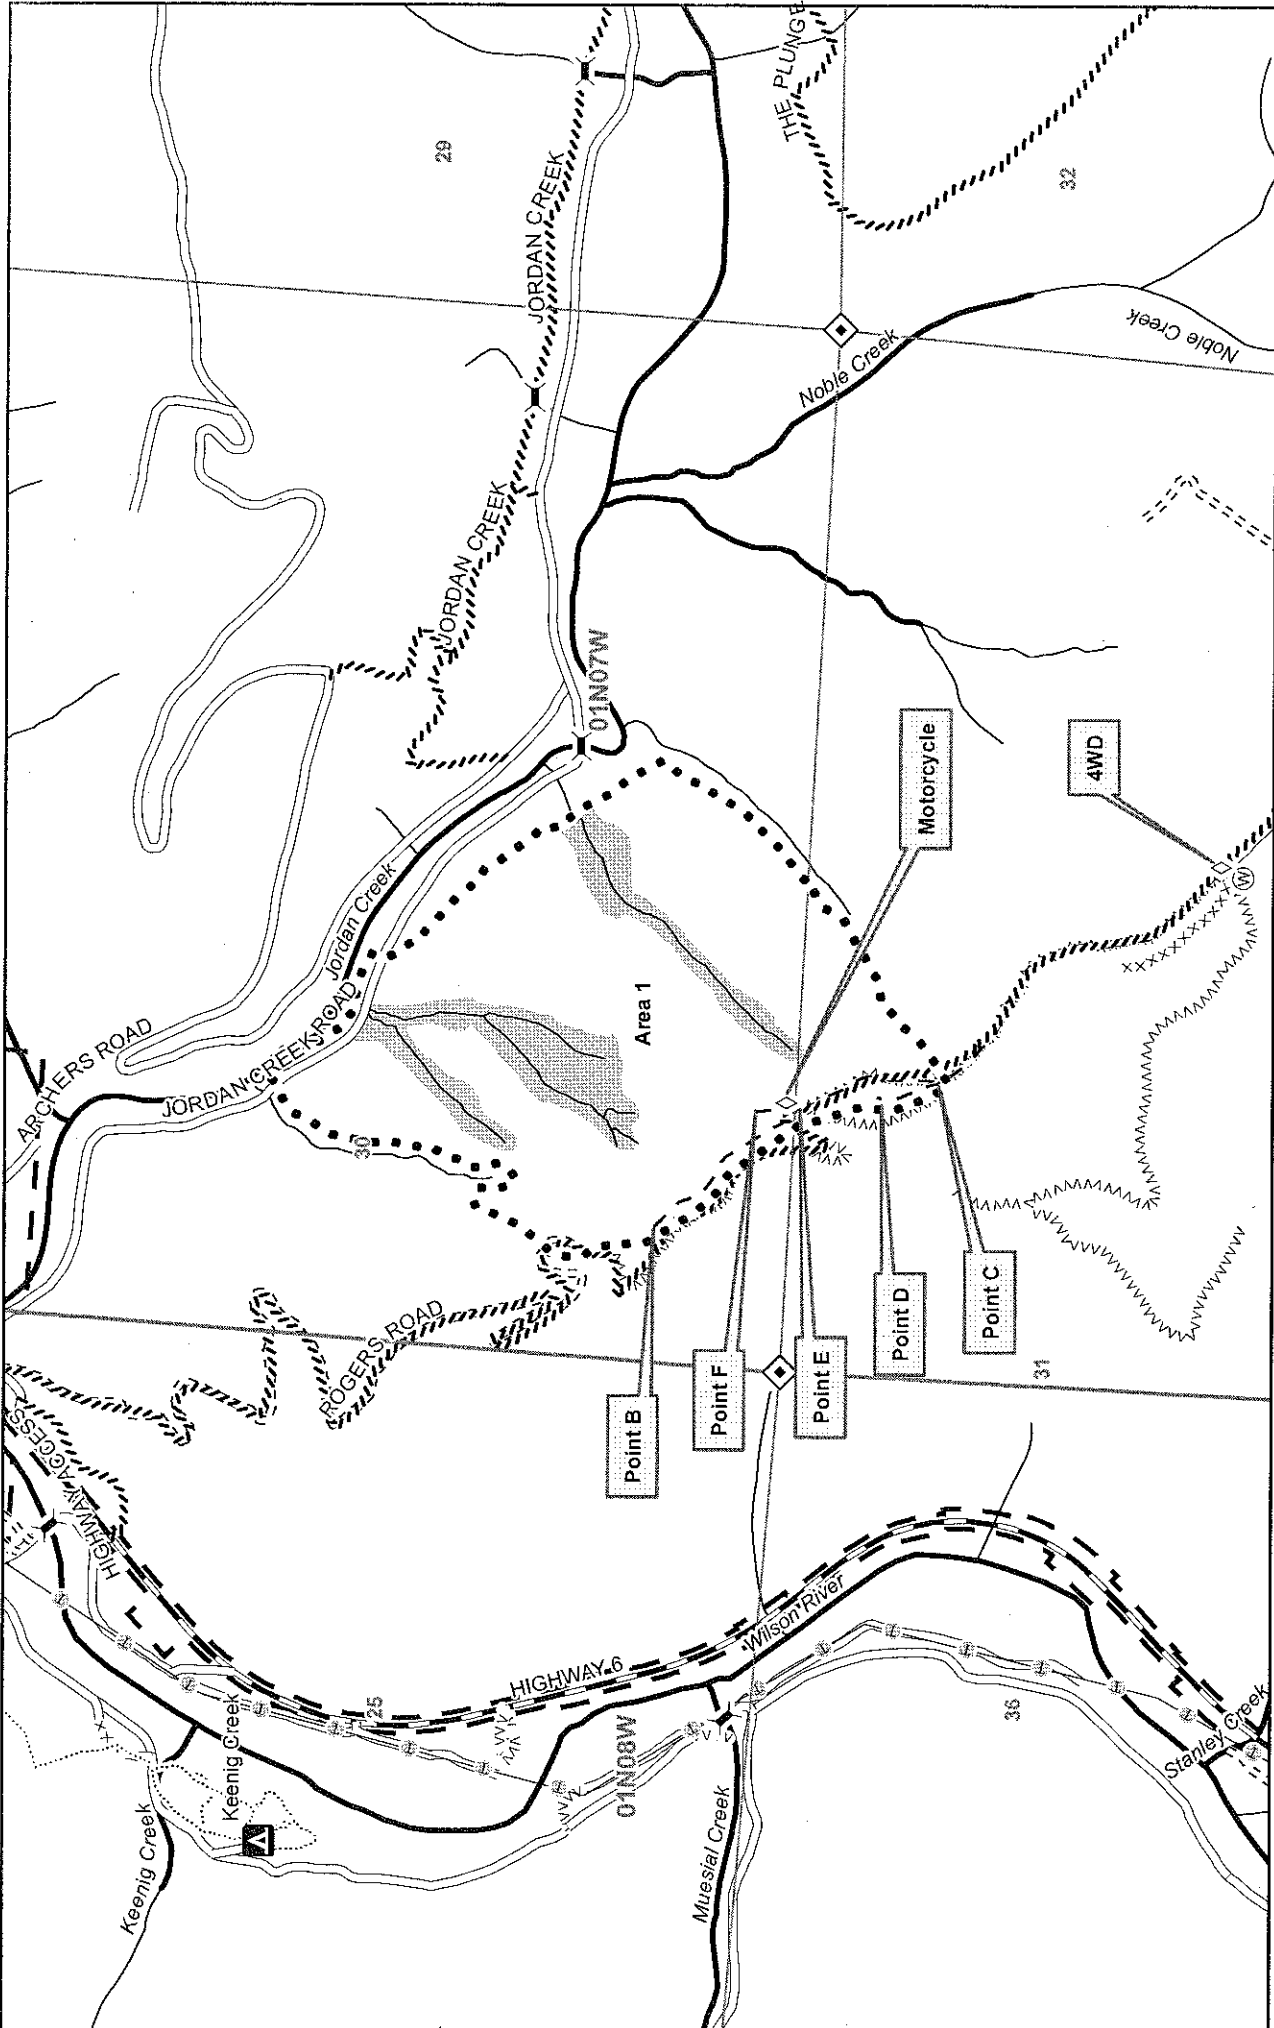 THE PLUNGE
29
32
JORDAN CREEK
Noble Creek
Noble Creek
JORDAN CREEK
01N07W
Motorcycle
4WD
W
Jordan Creek
Area 1
ARCHERS ROAD
JORDAN CREEK ROAD
30
ROGERS ROAD
Point B
Point F
Point E
Point D
Point C
31
HIGHWAY ACCESS
HIGHWAY 6
Wilson River
25
36
Keenig Creek
01N08W
Stanley Creek
Keenig Creek
Muesial Creek